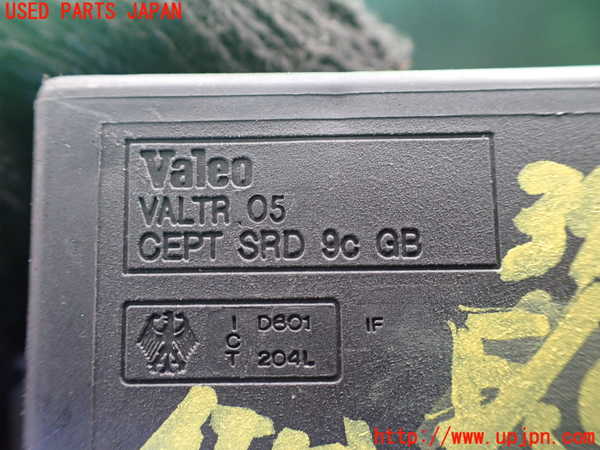 USED PARTS JAPAN
Valeo
VALTR 05
CEPT SRD 9c GB
I D601 IF
C
T 204L
http://www.upjpn.com